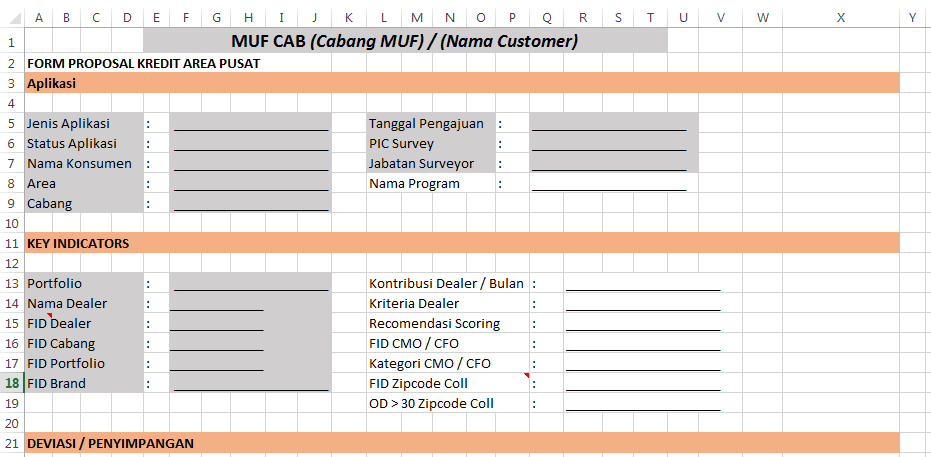 A B C D E F G H I J K L M N O P Q R S T U V W X Y
1 MUF CAB (Cabang MUF) / (Nama Customer)
2 FORM PROPOSAL KREDIT AREA PUSAT
3 Aplikasi
4
5 Jenis Aplikasi : Tanggal Pengajuan :
6 Status Aplikasi : PIC Survey :
7 Nama Konsumen : Jabatan Surveyor :
8 Area : Nama Program :
9 Cabang :
10
11 KEY INDICATORS
12
13 Portfolio : Kontribusi Dealer / Bulan :
14 Nama Dealer : Kriteria Dealer :
15 FID Dealer : Recomendasi Scoring :
16 FID Cabang : FID CMO / CFO :
17 FID Portfolio : Kategori CMO / CFO :
18 FID Brand : FID Zipcode Coll :
19 OD > 30 Zipcode Coll :
20
21 DEVIASI / PENYIMPANGAN